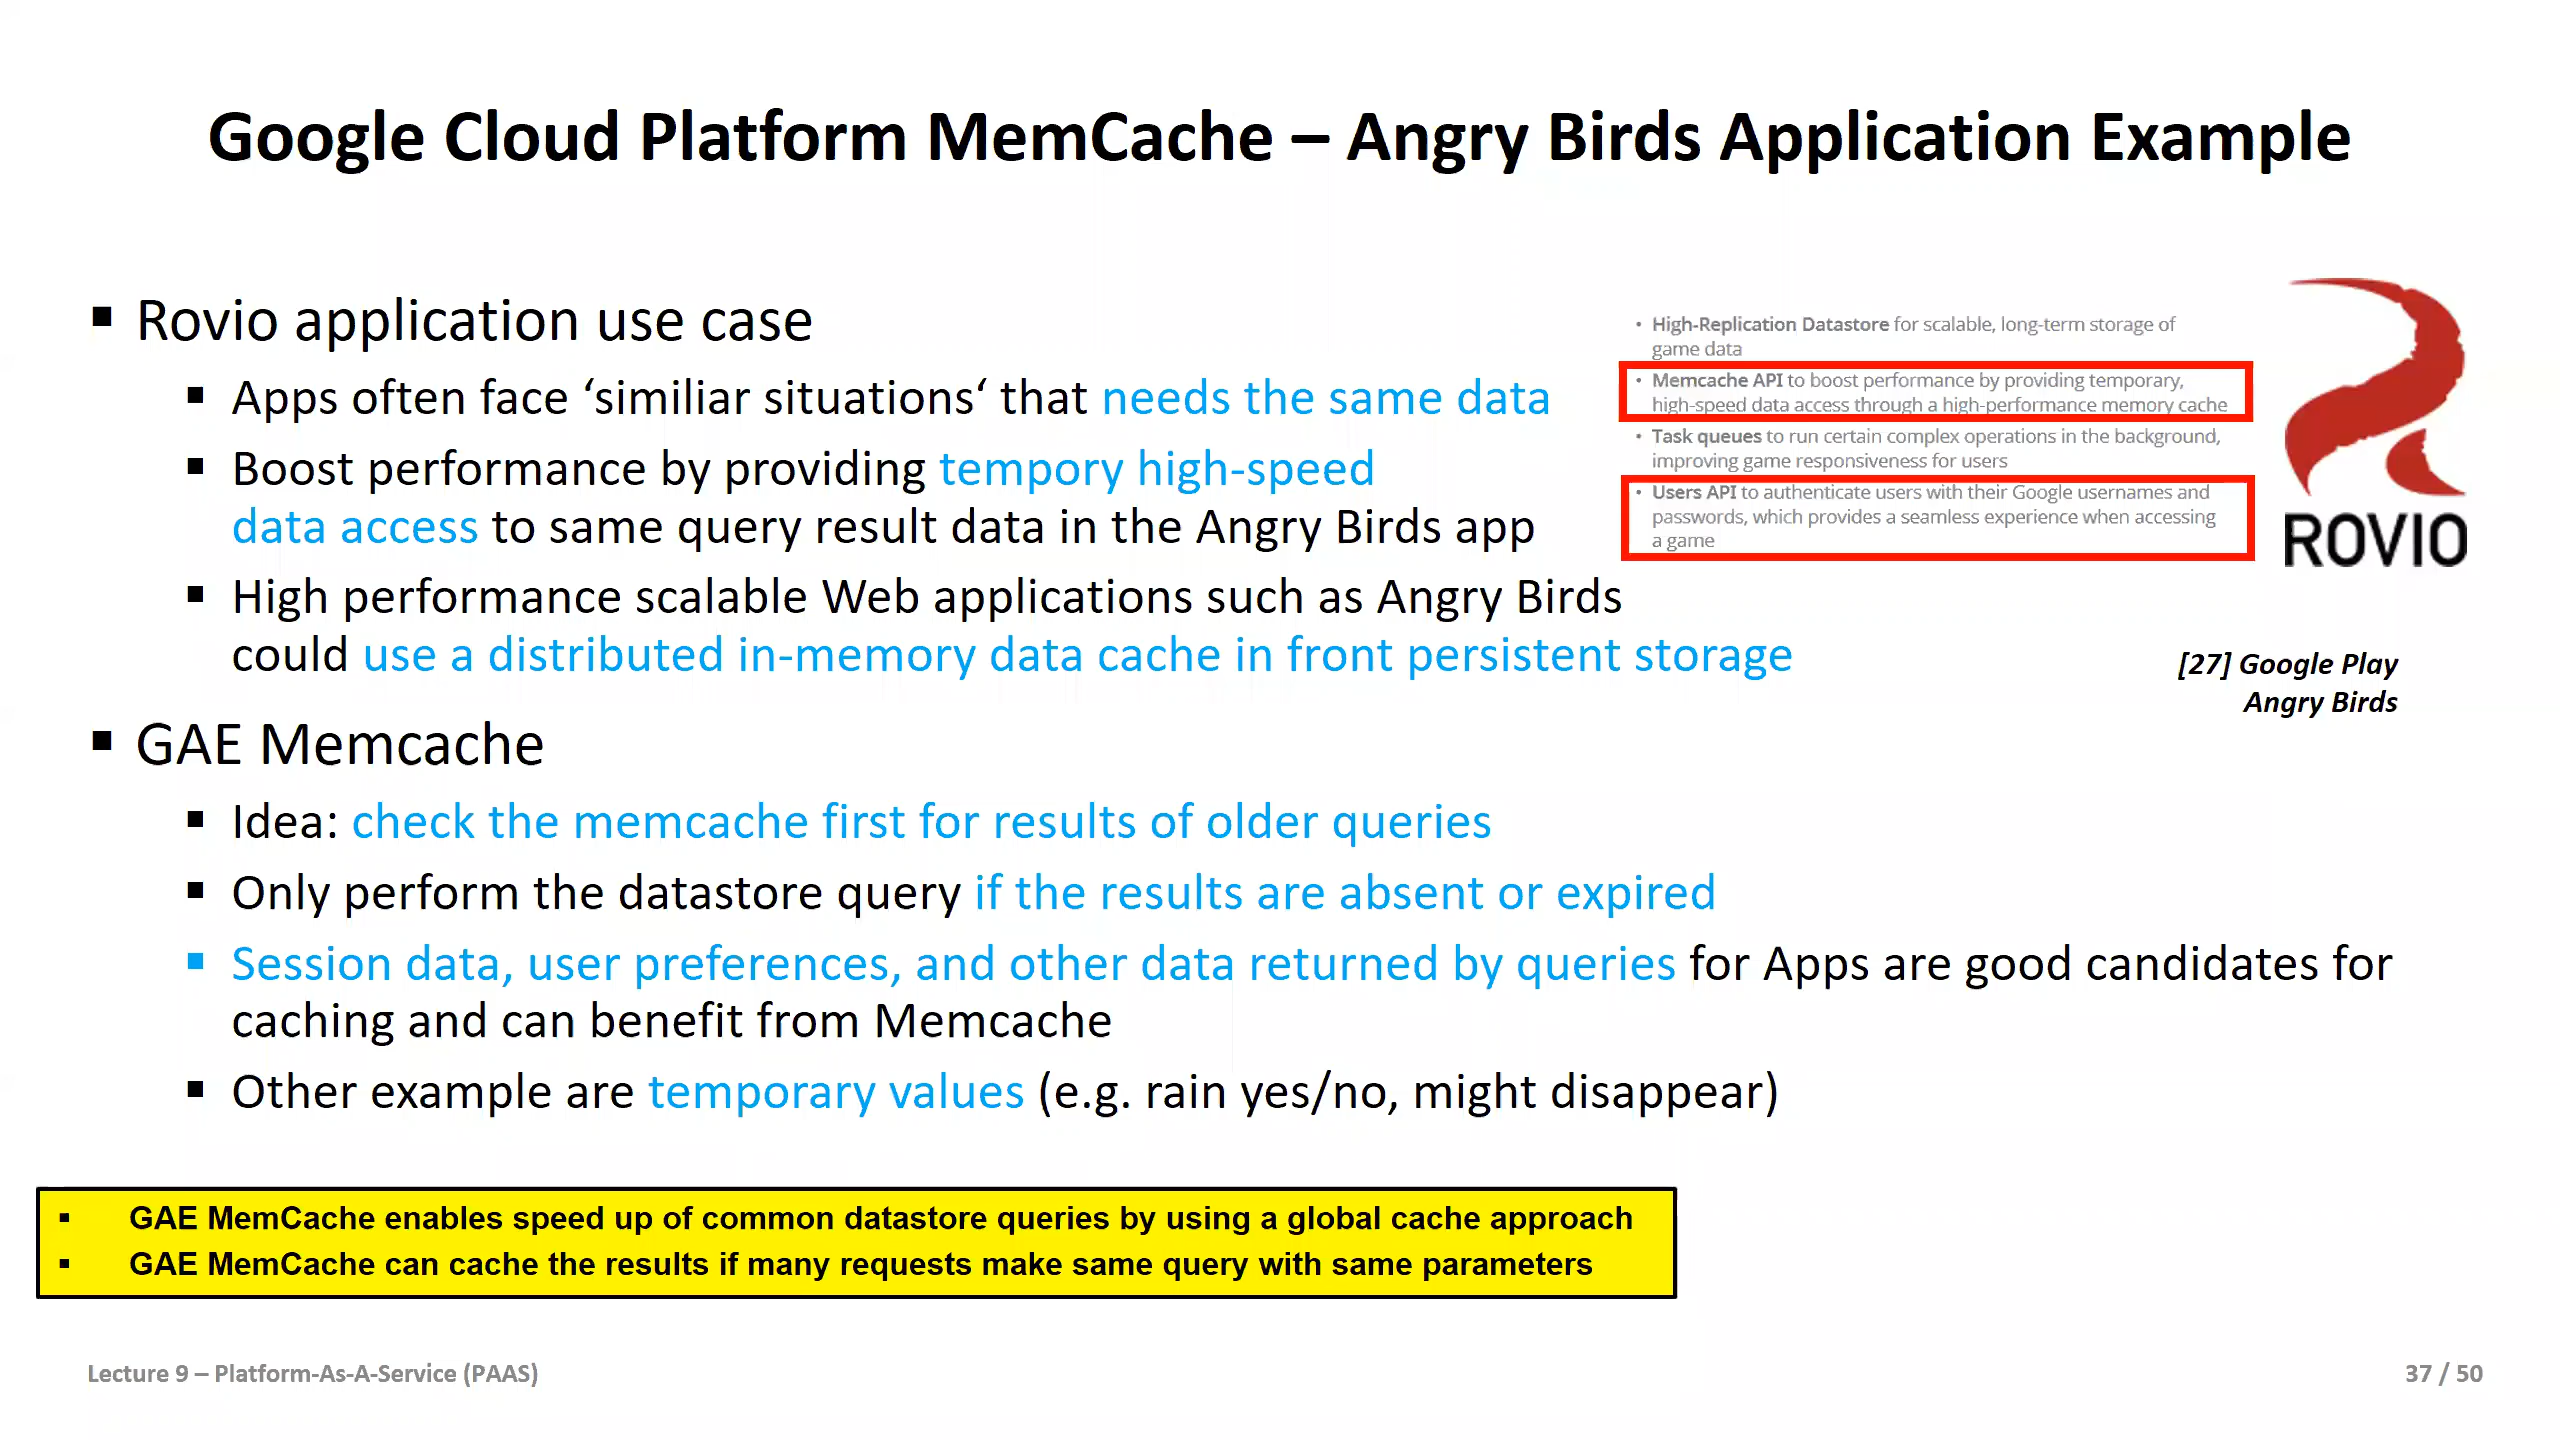 Google Cloud Platform MemCache – Angry Birds Application Example
▪ Rovio application use case
▪ Apps often face ‘similiar situations‘ that needs the same data
▪ Boost performance by providing tempory high-speed
data access to same query result data in the Angry Birds app
▪ High performance scalable Web applications such as Angry Birds
could use a distributed in-memory data cache in front persistent storage
• High-Replication Datastore for scalable, long-term storage of
game data
• Memcache API to boost performance by providing temporary,
high-speed data access through a high-performance memory cache
• Task queues to run certain complex operations in the background,
improving game responsiveness for users
• Users API to authenticate users with their Google usernames and
passwords, which provides a seamless experience when accessing
a game
ROVIO
[27] Google Play
Angry Birds
▪ GAE Memcache
▪ Idea: check the memcache first for results of older queries
▪ Only perform the datastore query if the results are absent or expired
▪ Session data, user preferences, and other data returned by queries for Apps are good candidates for
caching and can benefit from Memcache
▪ Other example are temporary values (e.g. rain yes/no, might disappear)
▪ GAE MemCache enables speed up of common datastore queries by using a global cache approach
▪ GAE MemCache can cache the results if many requests make same query with same parameters
Lecture 9 – Platform-As-A-Service (PAAS)
37 / 50